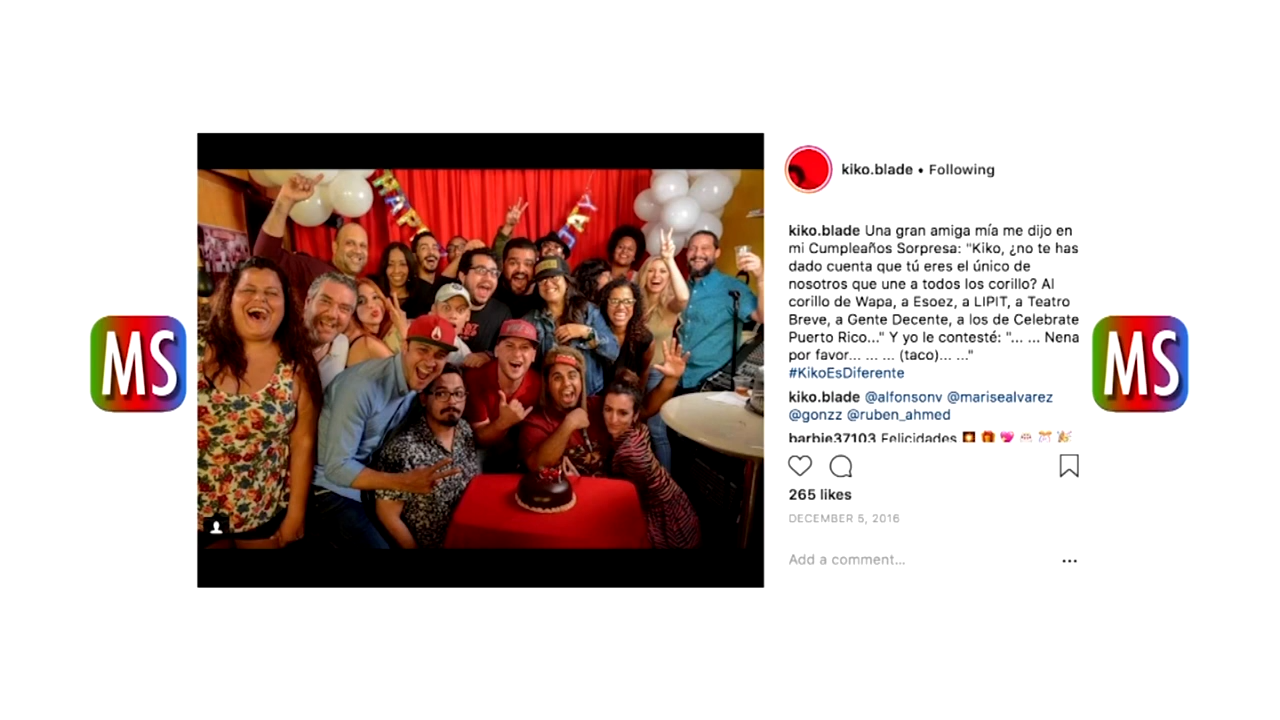 HAPP
DAY
MS
MS
kiko.blade • Following
kiko.blade Una gran amiga mía me dijo en
mi Cumpleaños Sorpresa: "Kiko, ¿no te has
dado cuenta que tú eres el único de
nosotros que une a todos los corillo? Al
corillo de Wapa, a Esoez, a LIPIT, a Teatro
Breve, a Gente Decente, a los de Celebrate
Puerto Rico..." Y yo le contesté: "... ... Nena
por favor... ... ... (taco)... ..."
#KikoEsDiferente
kiko.blade @alfonsonv @marisealvarez
@gonzz @ruben_ahmed
barbie37103 Felicidades 
265 likes
DECEMBER 5, 2016
Add a comment...